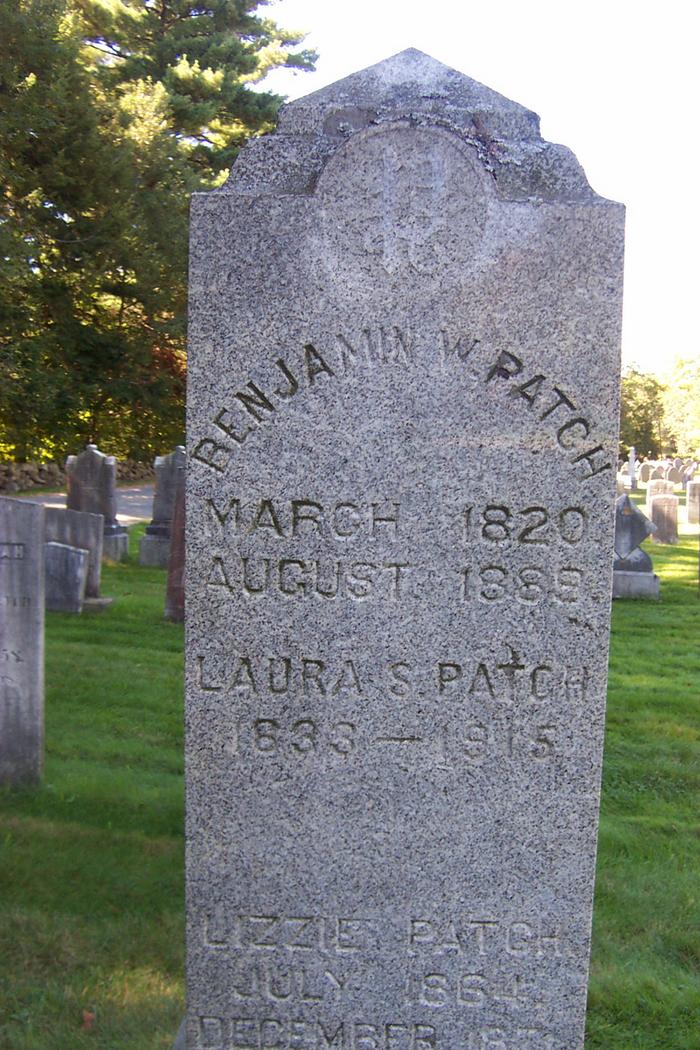 BENJAMIN W. PATCH
MARCH 1820.
AUGUST. 1889.
LAURA S. PATCH
1833 — 1915
LIZZIE PATCH.
JULY 1864.
DECEMBER